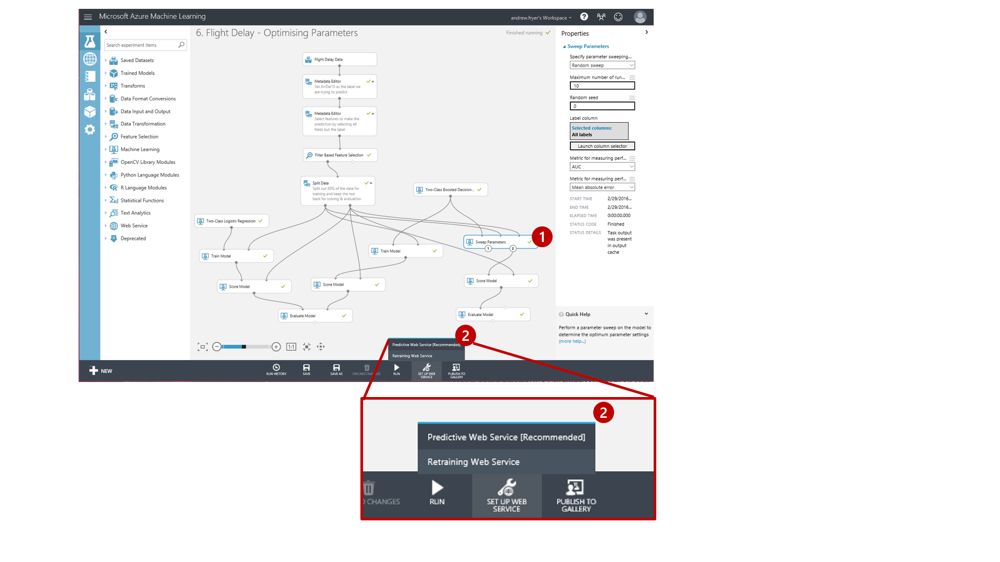 Microsoft Azure Machine Learning
andrew.fryer's Workspace
Search experiment items
Saved Datasets
Trained Models
Transforms
Data Format Conversions
Data Input and Output
Data Transformation
Feature Selection
Machine Learning
OpenCV Library Modules
Python Language Modules
R Language Modules
Statistical Functions
Text Analytics
Web Service
Deprecated
6. Flight Delay - Optimising Parameters
Finished running
Flight Delay Data
Metadata Editor
Set ArrDel15 as the label we
are trying to predict
Metadata Editor
Select features to make the
prediction by selecting all
fields but the label
Filter Based Feature Selection
Split Data
Split out 80% of the data for
training and keep the rest
back for scoring & evaluation
Two-Class Boosted Decision...
Two-Class Logistic Regression
Sweep Parameters
1
2
1
Train Model
Train Model
Score Model
Score Model
Score Model
Evaluate Model
Evaluate Model
1:1
Properties
Sweep Parameters
Specify parameter sweeping...
Random sweep
Maximum number of run...
10
Random seed
0
Label column
Selected columns:
All labels
Launch column selector
Metric for measuring perf...
AUC
Metric for measuring perf...
Mean absolute error
START TIME 2/29/2016...
END TIME 2/29/2016...
ELAPSED TIME 0:00:00.000
STATUS CODE Finished
STATUS DETAILS Task output
was present
in output
cache
Quick Help
Perform a parameter sweep on the model to
determine the optimum parameter settings
(more help...)
2
Predictive Web Service [Recommended]
Retraining Web Service
NEW
RUN HISTORY
SAVE
SAVE AS
DISCARD CHANGES
RUN
SET UP WEB
SERVICE
PUBLISH TO
GALLERY
2
Predictive Web Service [Recommended]
Retraining Web Service
CHANGES
RUN
SET UP WEB
SERVICE
PUBLISH TO
GALLERY